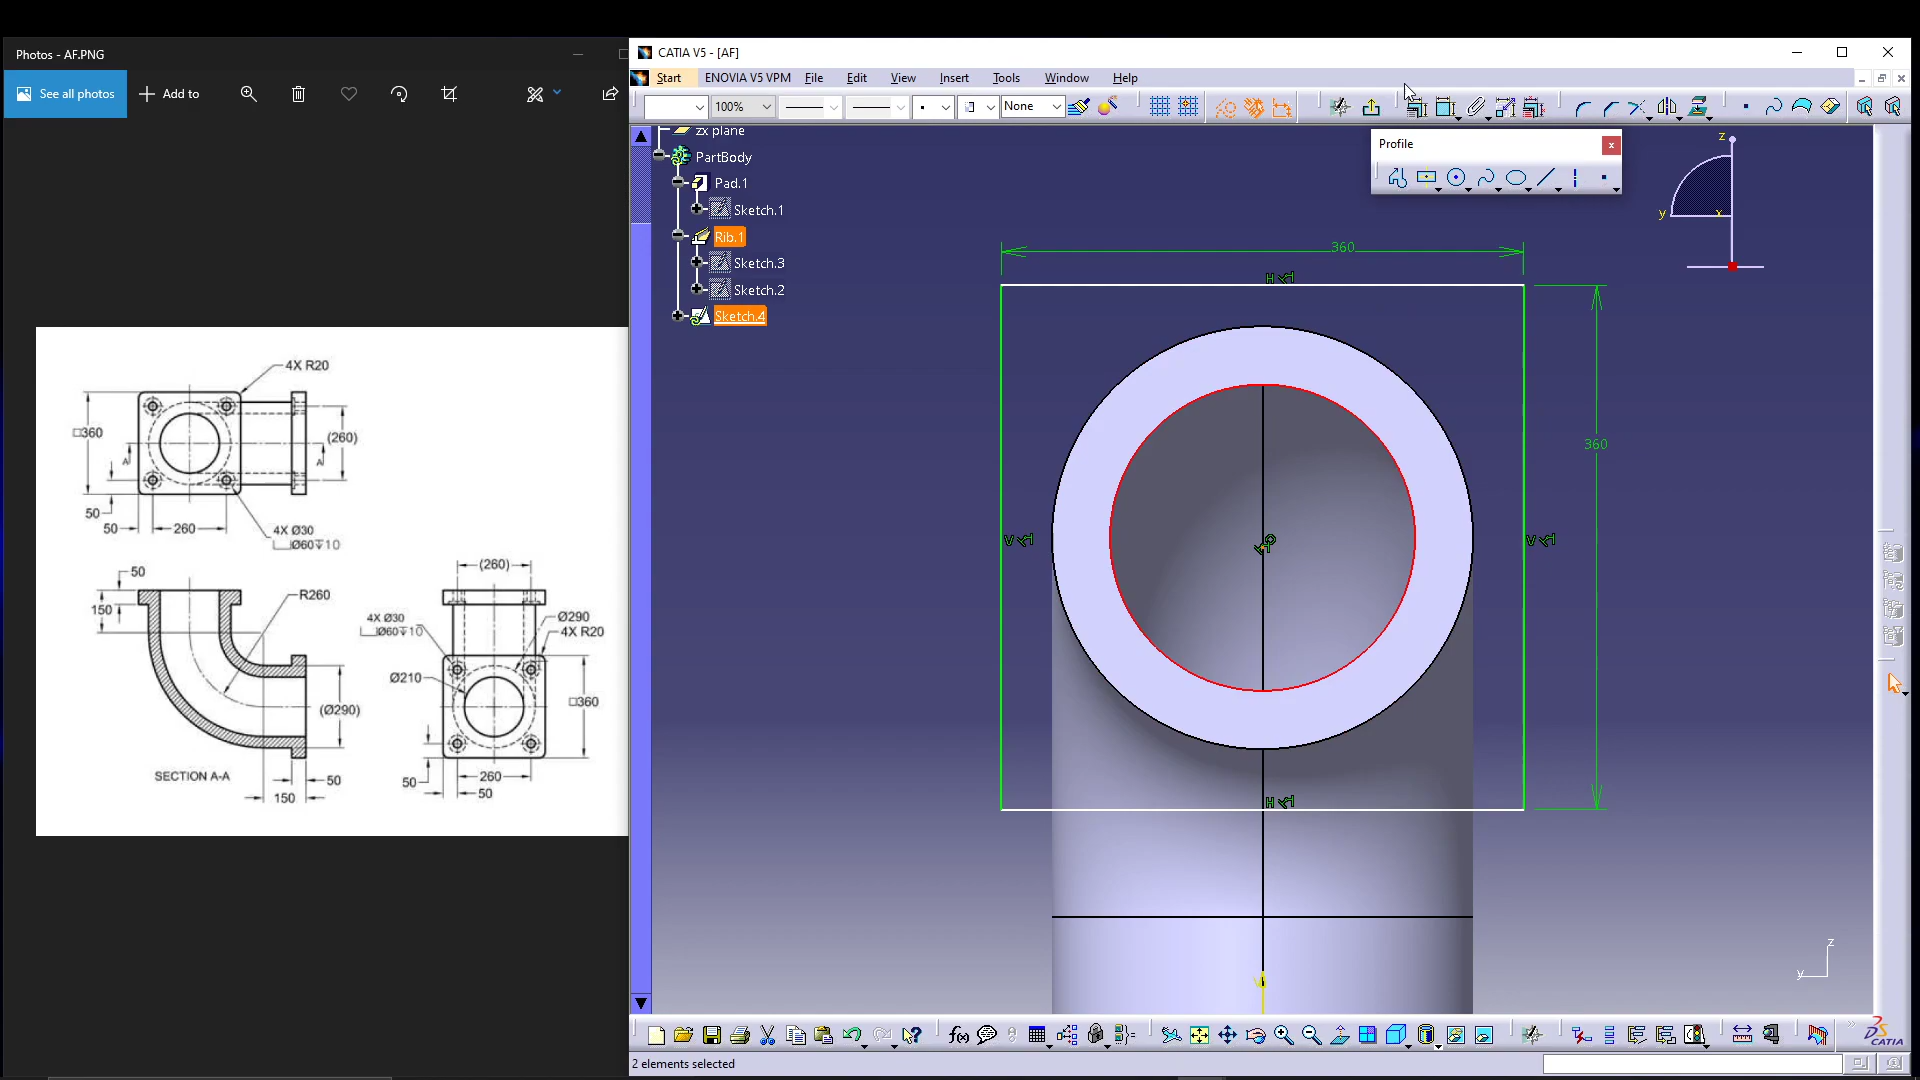 Photos - AF.PNG
See all photos
Add to
4X R20
□360
(260)
A
A
50
50
260
4X Ø30
⌴Ø60↧10
50
150
R260
(Ø290)
SECTION A-A
50
150
(260)
4X Ø30
⌴Ø60↧10
Ø290
4X R20
Ø210
□360
50
260
50
CATIA V5 - [AF]
Start
ENOVIA V5 VPM
File
Edit
View
Insert
Tools
Window
Help
100%
None
zx plane
PartBody
Pad.1
Sketch.1
Rib.1
Sketch.3
Sketch.2
Sketch.4
Profile
x
z
y
x
360
H
360
V
V
H
z
y
f(x)
CATIA
2 elements selected